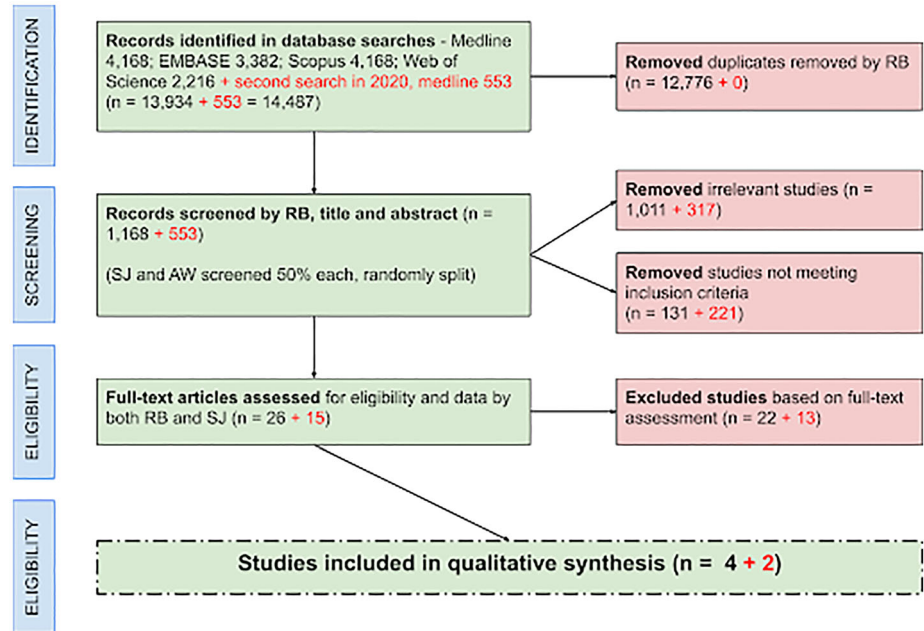 IDENTIFICATION
Records identified in database searches - Medline
4,168; EMBASE 3,382; Scopus 4,168; Web of
Science 2,216 + second search in 2020, medline 553
(n = 13,934 + 553 = 14,487)
Removed duplicates removed by RB
(n = 12,776 + 0)
SCREENING
Records screened by RB, title and abstract (n =
1,168 + 553)
(SJ and AW screened 50% each, randomly split)
Removed irrelevant studies (n =
1,011 + 317)
Removed studies not meeting
inclusion criteria
(n = 131 + 221)
ELIGIBILITY
Full-text articles assessed for eligibility and data by
both RB and SJ (n = 26 + 15)
Excluded studies based on full-text
assessment (n = 22 + 13)
ELIGIBILITY
Studies included in qualitative synthesis (n = 4 + 2)